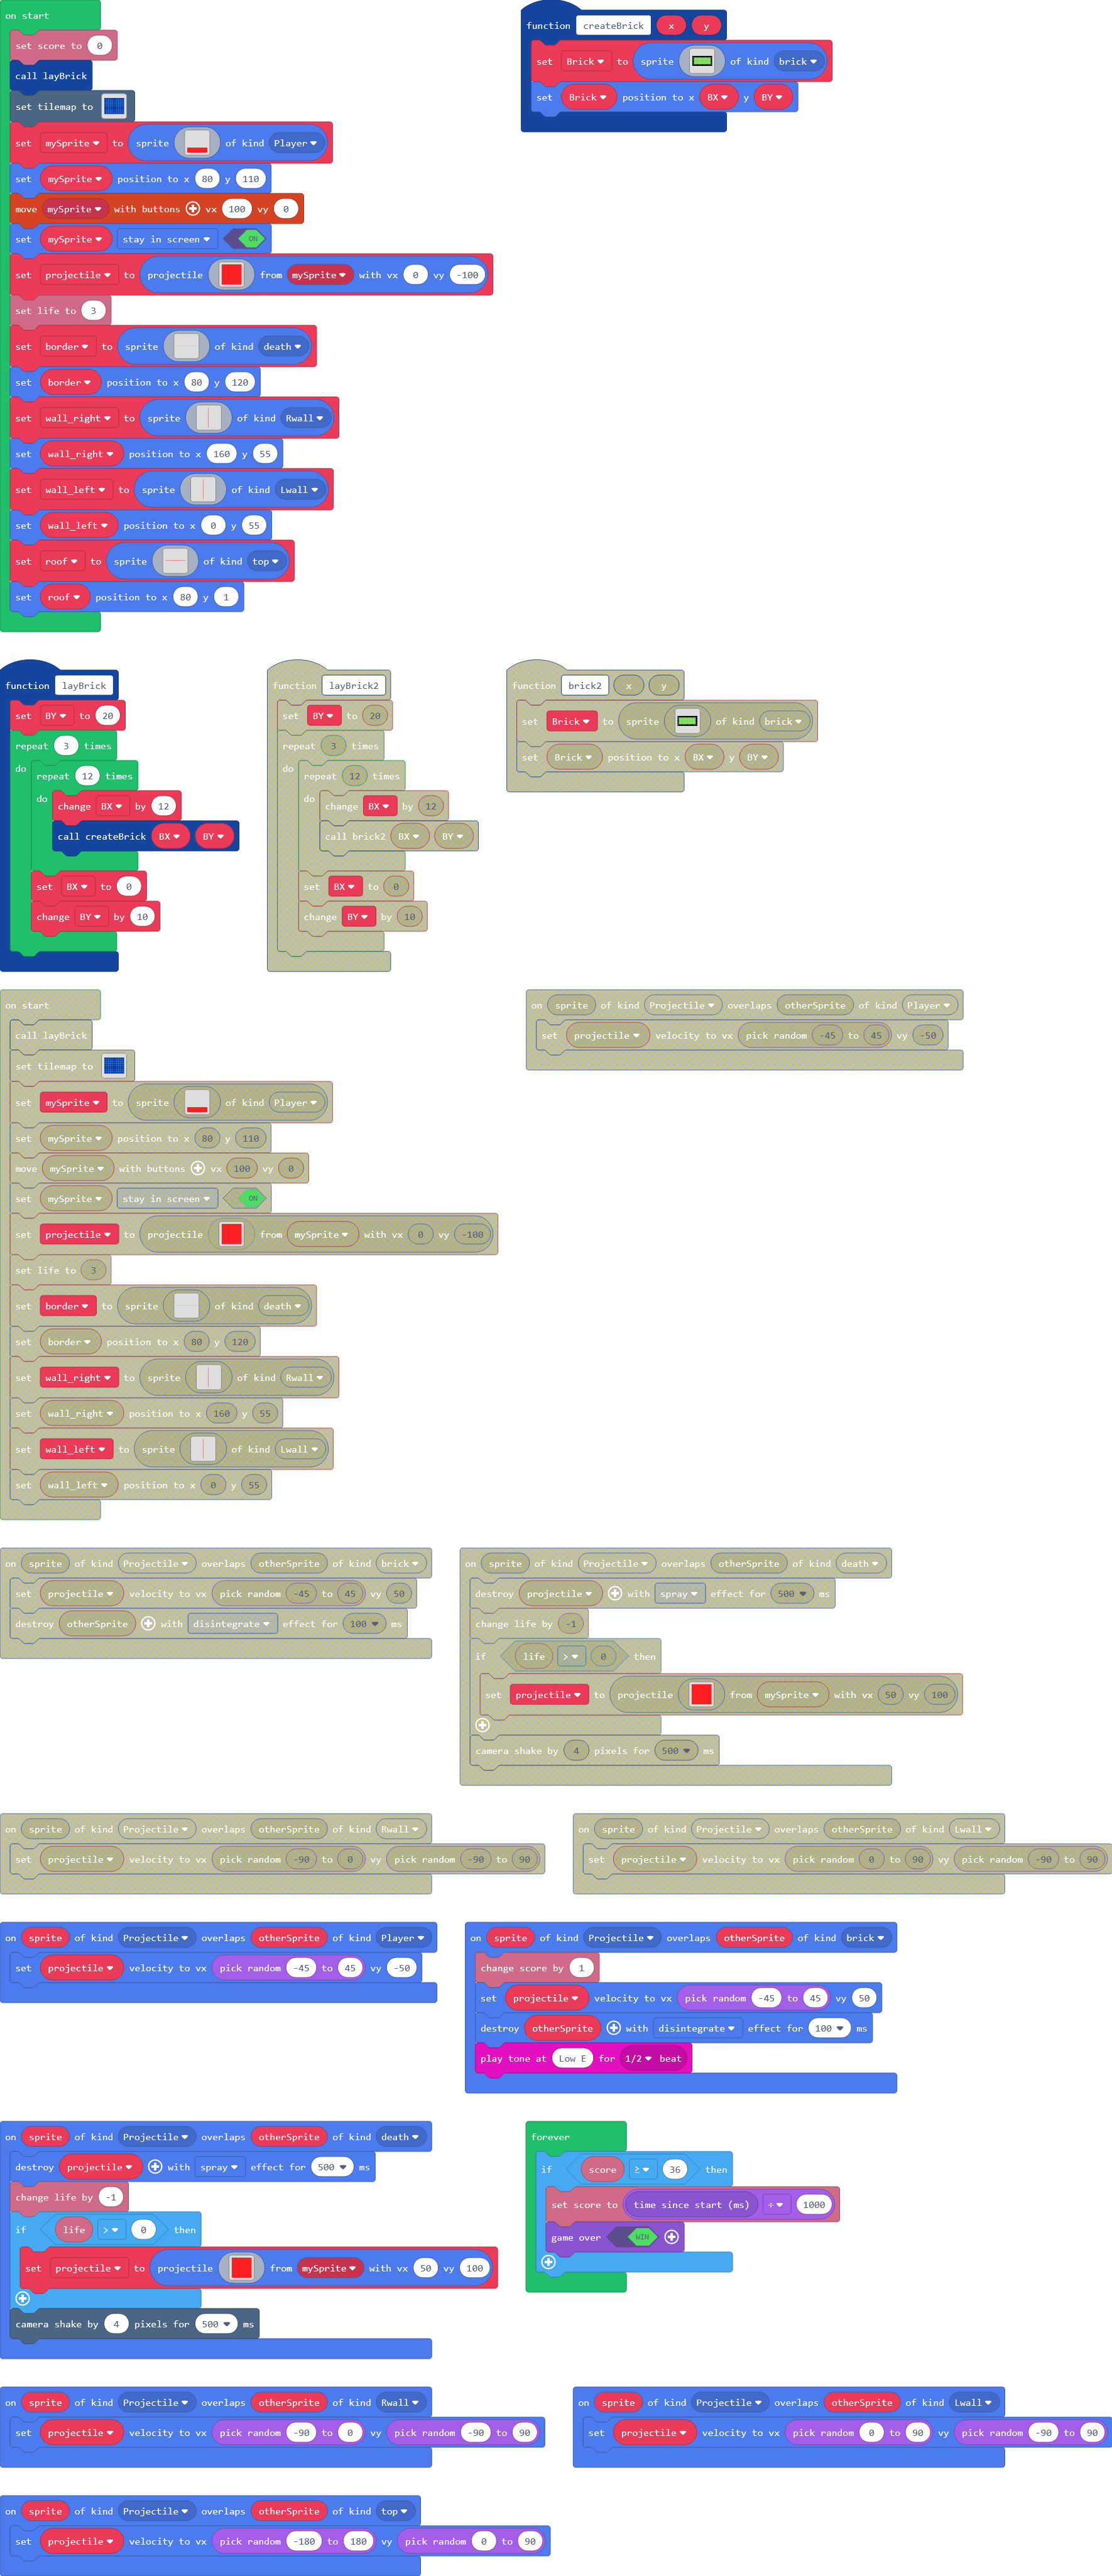 on start
set score to 0
call layBrick
set tilemap to
set mySprite to sprite of kind Player
set mySprite position to x 80 y 110
move mySprite with buttons vx 100 vy 0
set mySprite stay in screen ON
set projectile to projectile from mySprite with vx 0 vy -100
set life to 3
set border to sprite of kind death
set border position to x 80 y 120
set wall_right to sprite of kind Rwall
set wall_right position to x 160 y 55
set wall_left to sprite of kind Lwall
set wall_left position to x 0 y 55
set roof to sprite of kind top
set roof position to x 80 y 1
function createBrick x y
set Brick to sprite of kind brick
set Brick position to x BX y BY
function layBrick
set BY to 20
repeat 3 times
do repeat 12 times
do change BX by 12
call createBrick BX BY
set BX to 0
change BY by 10
function layBrick2
set BY to 20
repeat 3 times
do repeat 12 times
do change BX by 12
call brick2 BX BY
set BX to 0
change BY by 10
function brick2 x y
set Brick to sprite of kind brick
set Brick position to x BX y BY
on start
call layBrick
set tilemap to
set mySprite to sprite of kind Player
set mySprite position to x 80 y 110
move mySprite with buttons vx 100 vy 0
set mySprite stay in screen ON
set projectile to projectile from mySprite with vx 0 vy -100
set life to 3
set border to sprite of kind death
set border position to x 80 y 120
set wall_right to sprite of kind Rwall
set wall_right position to x 160 y 55
set wall_left to sprite of kind Lwall
set wall_left position to x 0 y 55
on sprite of kind Projectile overlaps otherSprite of kind Player
set projectile velocity to vx pick random -45 to 45 vy -50
on sprite of kind Projectile overlaps otherSprite of kind brick
set projectile velocity to vx pick random -45 to 45 vy 50
destroy otherSprite with disintegrate effect for 100 ms
on sprite of kind Projectile overlaps otherSprite of kind death
destroy projectile with spray effect for 500 ms
change life by -1
if life > 0 then
set projectile to projectile from mySprite with vx 50 vy 100
camera shake by 4 pixels for 500 ms
on sprite of kind Projectile overlaps otherSprite of kind Rwall
set projectile velocity to vx pick random -90 to 0 vy pick random -90 to 90
on sprite of kind Projectile overlaps otherSprite of kind Lwall
set projectile velocity to vx pick random 0 to 90 vy pick random -90 to 90
on sprite of kind Projectile overlaps otherSprite of kind Player
set projectile velocity to vx pick random -45 to 45 vy -50
on sprite of kind Projectile overlaps otherSprite of kind brick
change score by 1
set projectile velocity to vx pick random -45 to 45 vy 50
destroy otherSprite with disintegrate effect for 100 ms
play tone at Low E for 1/2 beat
on sprite of kind Projectile overlaps otherSprite of kind death
destroy projectile with spray effect for 500 ms
change life by -1
if life > 0 then
set projectile to projectile from mySprite with vx 50 vy 100
camera shake by 4 pixels for 500 ms
forever
if score ≥ 36 then
set score to time since start (ms) ÷ 1000
game over WIN
on sprite of kind Projectile overlaps otherSprite of kind Rwall
set projectile velocity to vx pick random -90 to 0 vy pick random -90 to 90
on sprite of kind Projectile overlaps otherSprite of kind Lwall
set projectile velocity to vx pick random 0 to 90 vy pick random -90 to 90
on sprite of kind Projectile overlaps otherSprite of kind top
set projectile velocity to vx pick random -180 to 180 vy pick random 0 to 90